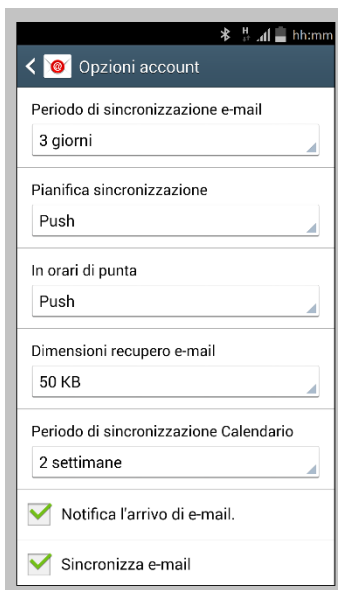 H hh:mm
Opzioni account
Periodo di sincronizzazione e-mail
3 giorni
Pianifica sincronizzazione
Push
In orari di punta
Push
Dimensioni recupero e-mail
50 KB
Periodo di sincronizzazione Calendario
2 settimane
Notifica l'arrivo di e-mail.
Sincronizza e-mail